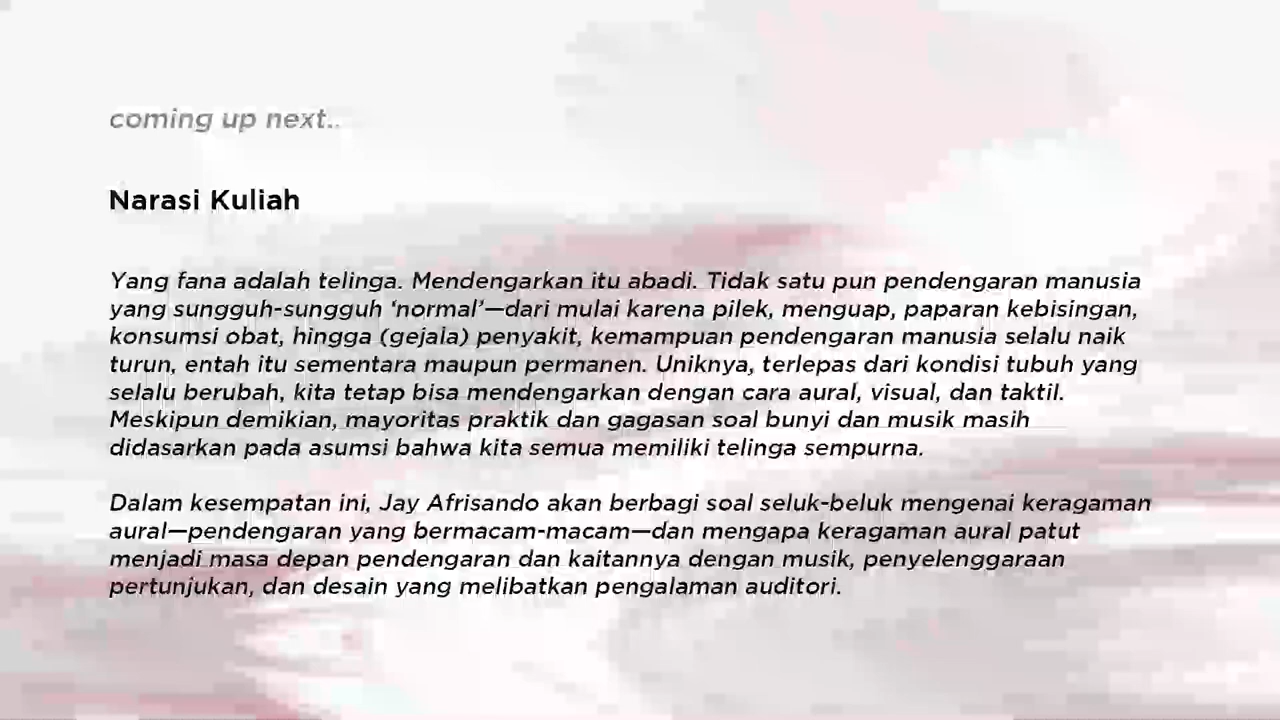 coming up next..
Narasi Kuliah
Yang fana adalah telinga. Mendengarkan itu abadi. Tidak satu pun pendengaran manusia
yang sungguh-sungguh ‘normal’—dari mulai karena pilek, menguap, paparan kebisingan,
konsumsi obat, hingga (gejala) penyakit, kemampuan pendengaran manusia selalu naik
turun, entah itu sementara maupun permanen. Uniknya, terlepas dari kondisi tubuh yang
selalu berubah, kita tetap bisa mendengarkan dengan cara aural, visual, dan taktil.
Meskipun demikian, mayoritas praktik dan gagasan soal bunyi dan musik masih
didasarkan pada asumsi bahwa kita semua memiliki telinga sempurna.
Dalam kesempatan ini, Jay Afrisando akan berbagi soal seluk-beluk mengenai keragaman
aural—pendengaran yang bermacam-macam—dan mengapa keragaman aural patut
menjadi masa depan pendengaran dan kaitannya dengan musik, penyelenggaraan
pertunjukan, dan desain yang melibatkan pengalaman auditori.